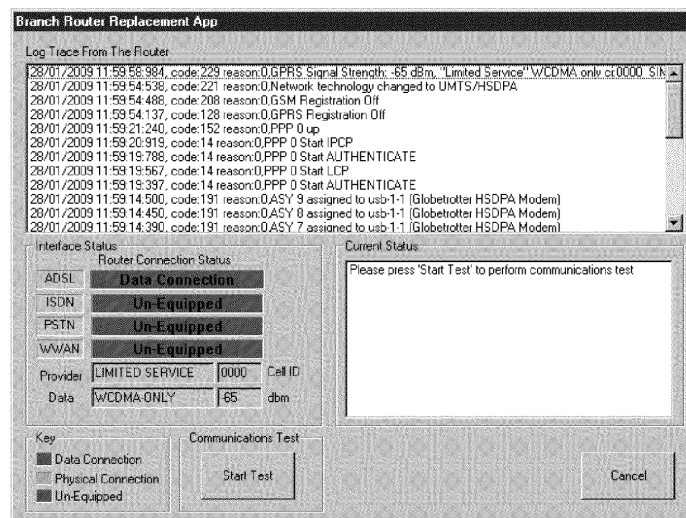 Branch Router Replacement App
Log Trace From The Router
28/01/2009 11:59:58:984, code:229 reason:0,GPRS Signal Strength: -65 dBm, "Limited Service" WCDMA only ci:0000 SIM
28/01/2009 11:59:54:538, code:221 reason:0,Network technology changed to UMTS/HSDPA
28/01/2009 11:59:54:488, code:208 reason:0,GSM Registration Off
28/01/2009 11:59:54:137, code:128 reason:0,GPRS Registration Off
28/01/2009 11:59:21:240, code:152 reason:0,PPP 0 up
28/01/2009 11:59:20:919, code:14 reason:0,PPP 0 Start IPCP
28/01/2009 11:59:19:788, code:14 reason:0,PPP 0 Start AUTHENTICATE
28/01/2009 11:59:19:567, code:14 reason:0,PPP 0 Start LCP
28/01/2009 11:59:19:397, code:14 reason:0,PPP 0 Start AUTHENTICATE
28/01/2009 11:59:14:500, code:191 reason:0,ASY 9 assigned to usb-1-1 (Globetrotter HSDPA Modem)
28/01/2009 11:59:14:450, code:191 reason:0,ASY 8 assigned to usb-1-1 (Globetrotter HSDPA Modem)
28/01/2009 11:59:14:390, code:191 reason:0,ASY 7 assigned to usb-1-1 (Globetrotter HSDPA Modem)
Interface Status
Router Connection Status
ADSL Data Connection
ISDN Un-Equipped
PSTN Un-Equipped
WWAN Un-Equipped
Provider LIMITED SERVICE 0000 Cell ID
Data WCDMA-ONLY -65 dbm
Current Status
Please press 'Start Test' to perform communications test
Key
Data Connection
Physical Connection
Un-Equipped
Communications Test
Start Test
Cancel